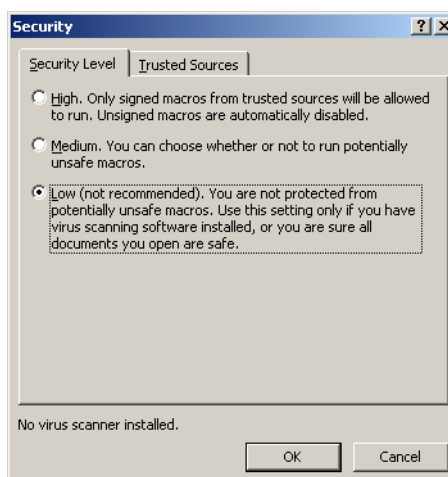 Security
Security Level
Trusted Sources
High. Only signed macros from trusted sources will be allowed
to run. Unsigned macros are automatically disabled.
Medium. You can choose whether or not to run potentially
unsafe macros.
Low (not recommended). You are not protected from
potentially unsafe macros. Use this setting only if you have
virus scanning software installed, or you are sure all
documents you open are safe.
No virus scanner installed.
OK
Cancel